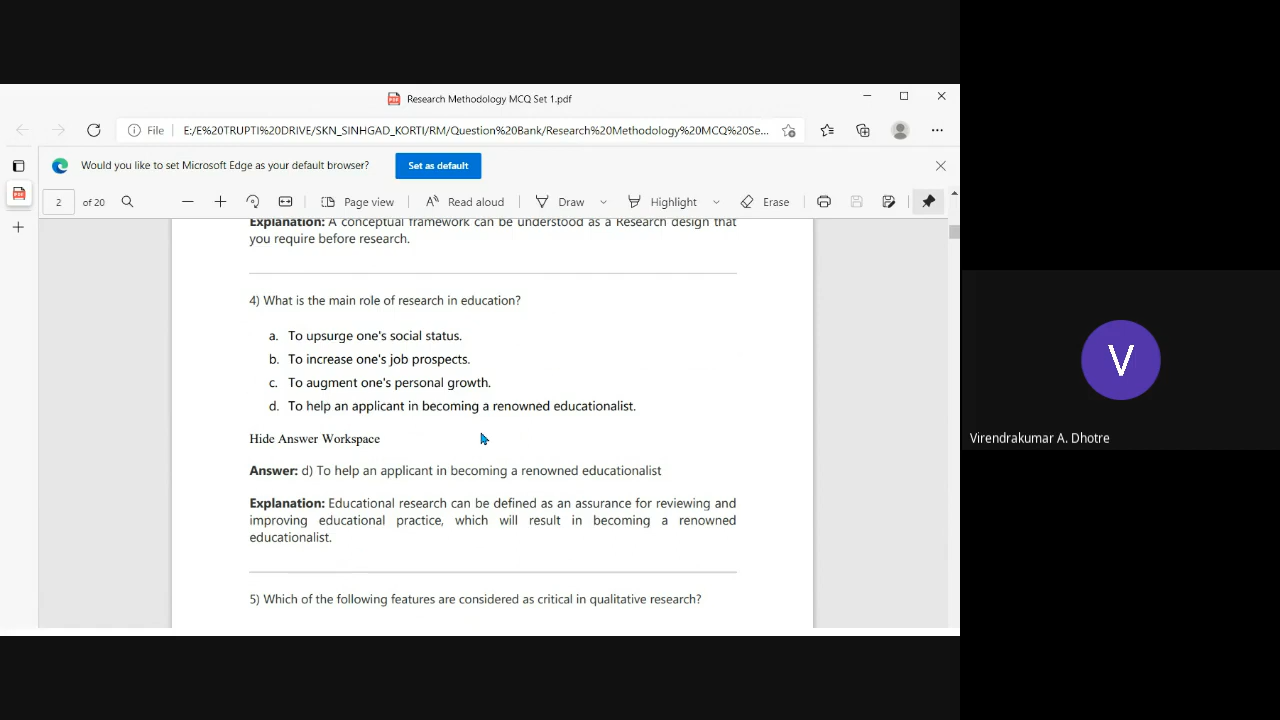 Research Methodology MCQ Set 1.pdf
File E:/E%20TRUPTI%20DRIVE/SKN_SINHGAD_KORTI/RM/Question%20Bank/Research%20Methodology%20MCQ%20Se...
Would you like to set Microsoft Edge as your default browser? Set as default
2 of 20 Page view Read aloud Draw Highlight Erase
Explanation: A conceptual framework can be understood as a Research design that
you require before research.
4) What is the main role of research in education?
a. To upsurge one's social status.
b. To increase one's job prospects.
c. To augment one's personal growth.
d. To help an applicant in becoming a renowned educationalist.
Hide Answer Workspace
Answer: d) To help an applicant in becoming a renowned educationalist
Explanation: Educational research can be defined as an assurance for reviewing and
improving educational practice, which will result in becoming a renowned
educationalist.
5) Which of the following features are considered as critical in qualitative research?
V
Virendrakumar A. Dhotre